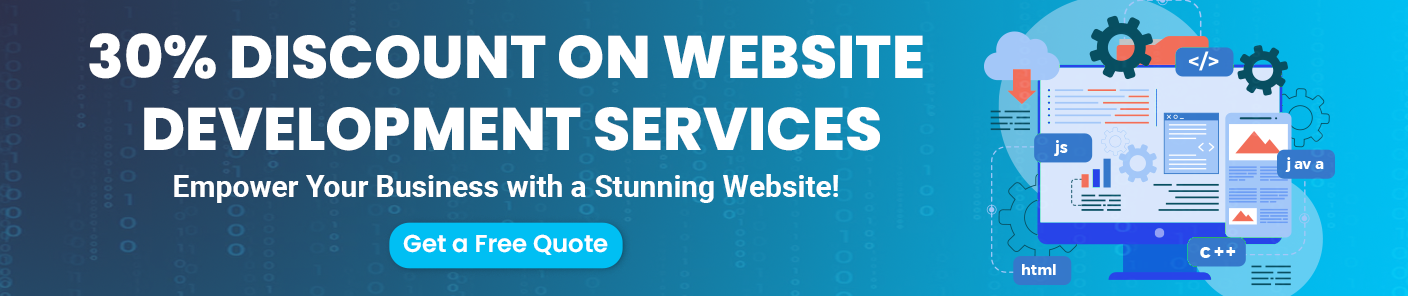 30% DISCOUNT ON WEBSITE
DEVELOPMENT SERVICES
Empower Your Business with a Stunning Website!
Get a Free Quote
</>
js
< >
j av a
c ++
html